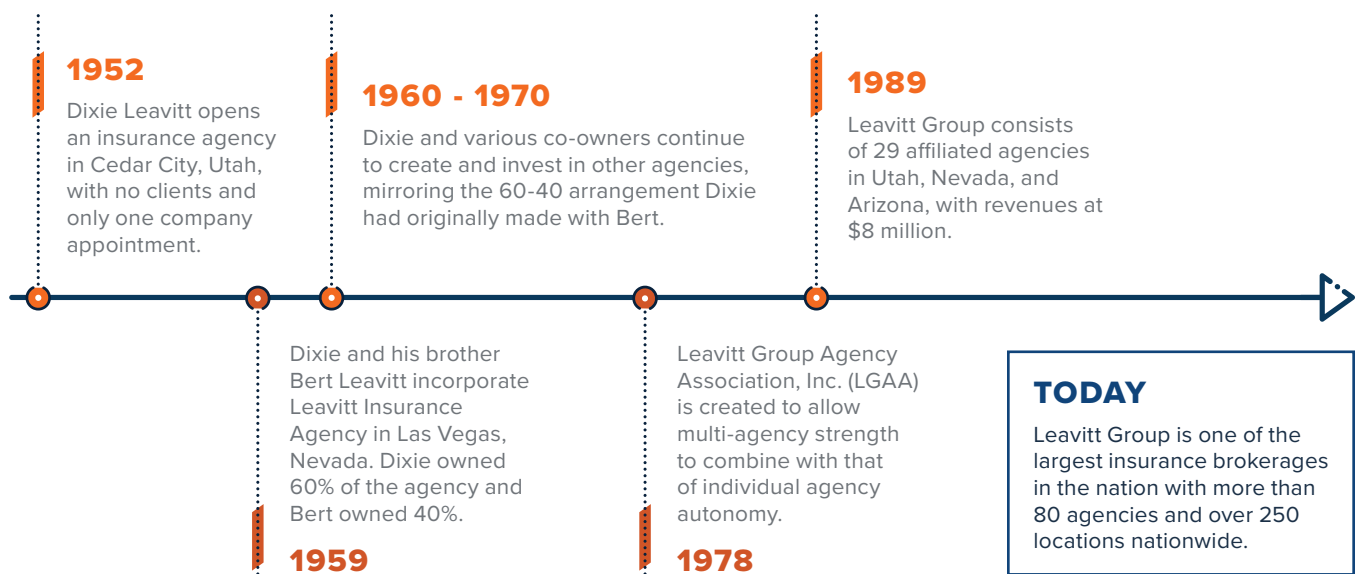 1952
Dixie Leavitt opens
an insurance agency
in Cedar City, Utah,
with no clients and
only one company
appointment.
1960 - 1970
Dixie and various co-owners continue
to create and invest in other agencies,
mirroring the 60-40 arrangement Dixie
had originally made with Bert.
1989
Leavitt Group consists
of 29 affiliated agencies
in Utah, Nevada, and
Arizona, with revenues at
$8 million.
Dixie and his brother
Bert Leavitt incorporate
Leavitt Insurance
Agency in Las Vegas,
Nevada. Dixie owned
60% of the agency and
Bert owned 40%.
1959
Leavitt Group Agency
Association, Inc. (LGAA)
is created to allow
multi-agency strength
to combine with that
of individual agency
autonomy.
1978
TODAY
Leavitt Group is one of the
largest insurance brokerages
in the nation with more than
80 agencies and over 250
locations nationwide.